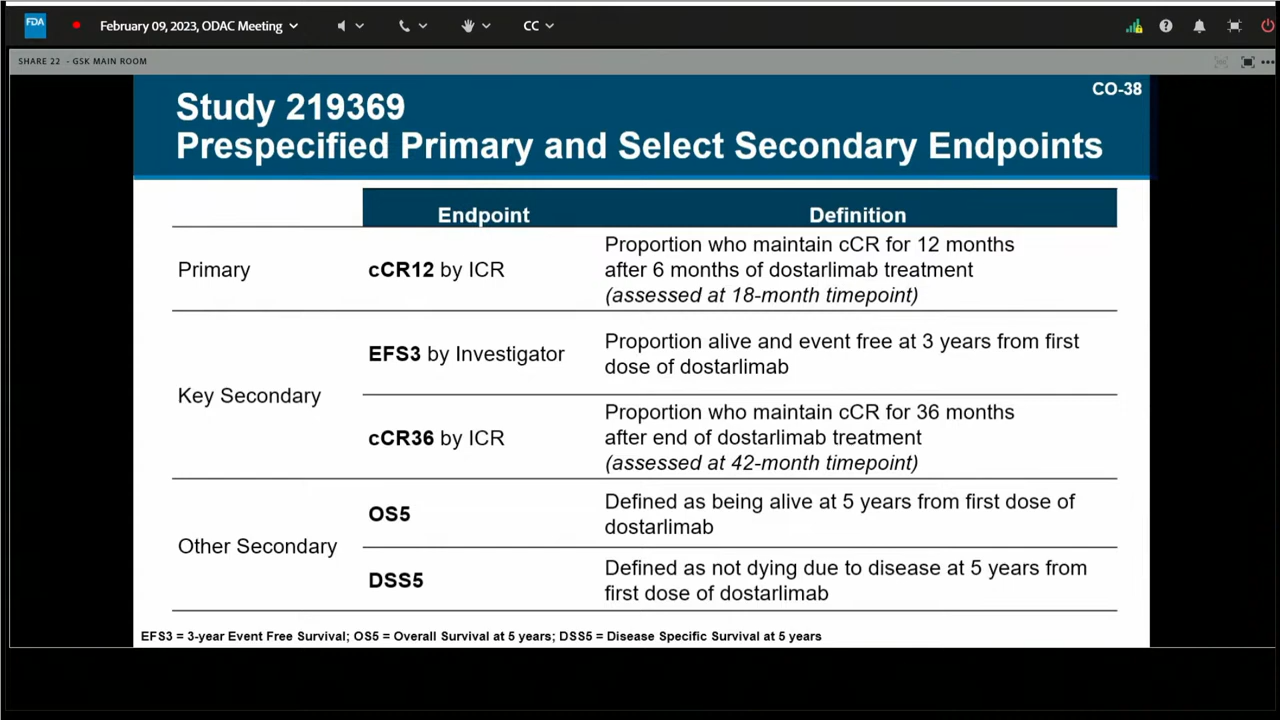 FDA
February 09, 2023, ODAC Meeting
CC
SHARE 22 - GSK MAIN ROOM
CO-38
Study 219369
Prespecified Primary and Select Secondary Endpoints
Endpoint
Definition
Primary
cCR12 by ICR
Proportion who maintain cCR for 12 months
after 6 months of dostarlimab treatment
(assessed at 18-month timepoint)
Key Secondary
EFS3 by Investigator
Proportion alive and event free at 3 years from first
dose of dostarlimab
cCR36 by ICR
Proportion who maintain cCR for 36 months
after end of dostarlimab treatment
(assessed at 42-month timepoint)
Other Secondary
OS5
Defined as being alive at 5 years from first dose of
dostarlimab
DSS5
Defined as not dying due to disease at 5 years from
first dose of dostarlimab
EFS3 = 3-year Event Free Survival; OS5 = Overall Survival at 5 years; DSS5 = Disease Specific Survival at 5 years